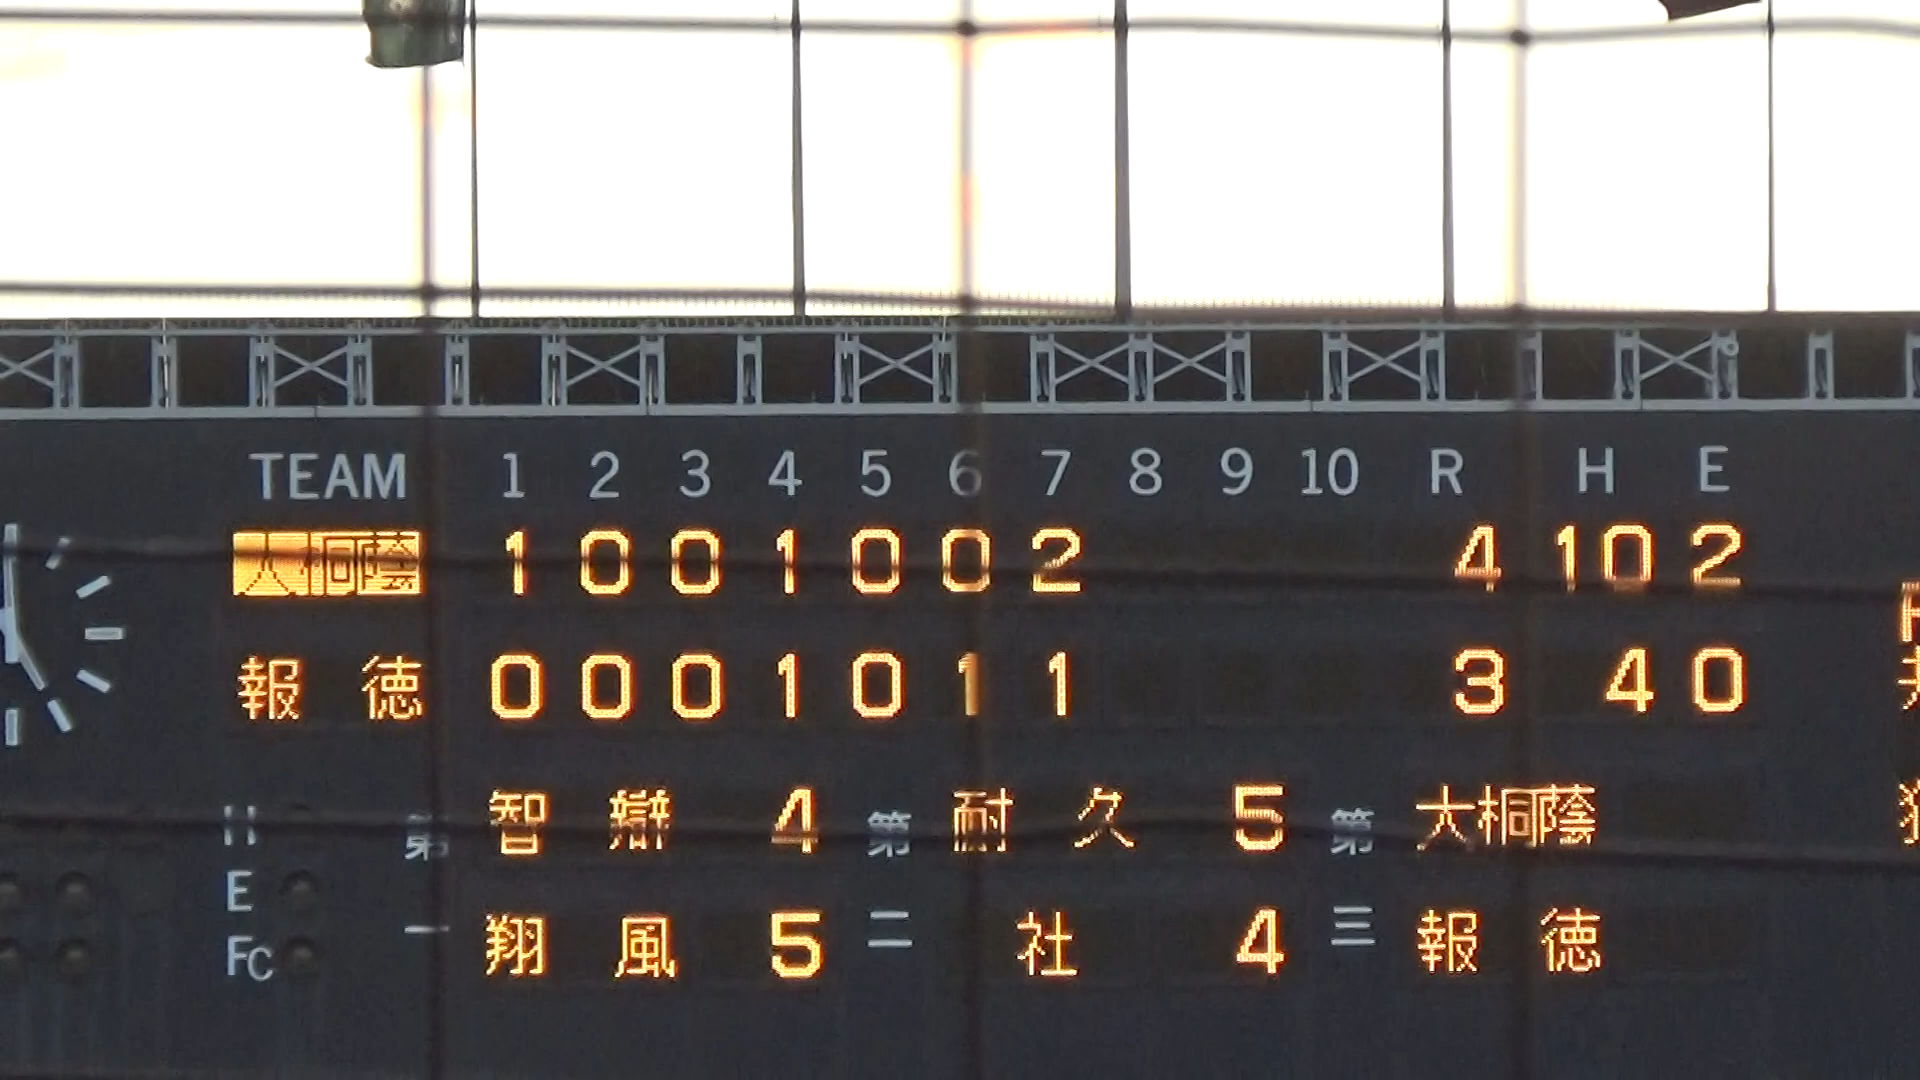 TEAM 1 2 3 4 5 6 7 8 9 10 R H E
大桐蔭 1 0 0 1 0 0 2 4 10 2
報徳 0 0 0 1 0 1 1 3 4 0
H 第一 智辯 4 第二 耐久 5 第三 大桐蔭
E
FC 翔風 5 社 4 報徳